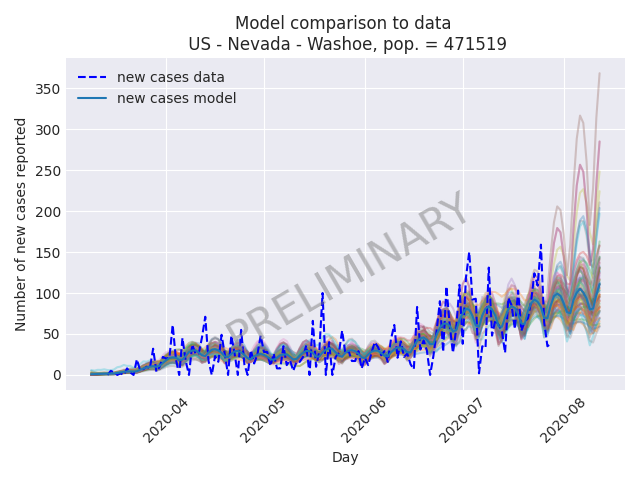 Model comparison to data
US - Nevada - Washoe, pop. = 471519
new cases data
new cases model
Number of new cases reported
350
300
250
200
150
100
50
0
PRELIMINARY
2020-04
2020-05
2020-06
2020-07
2020-08
Day